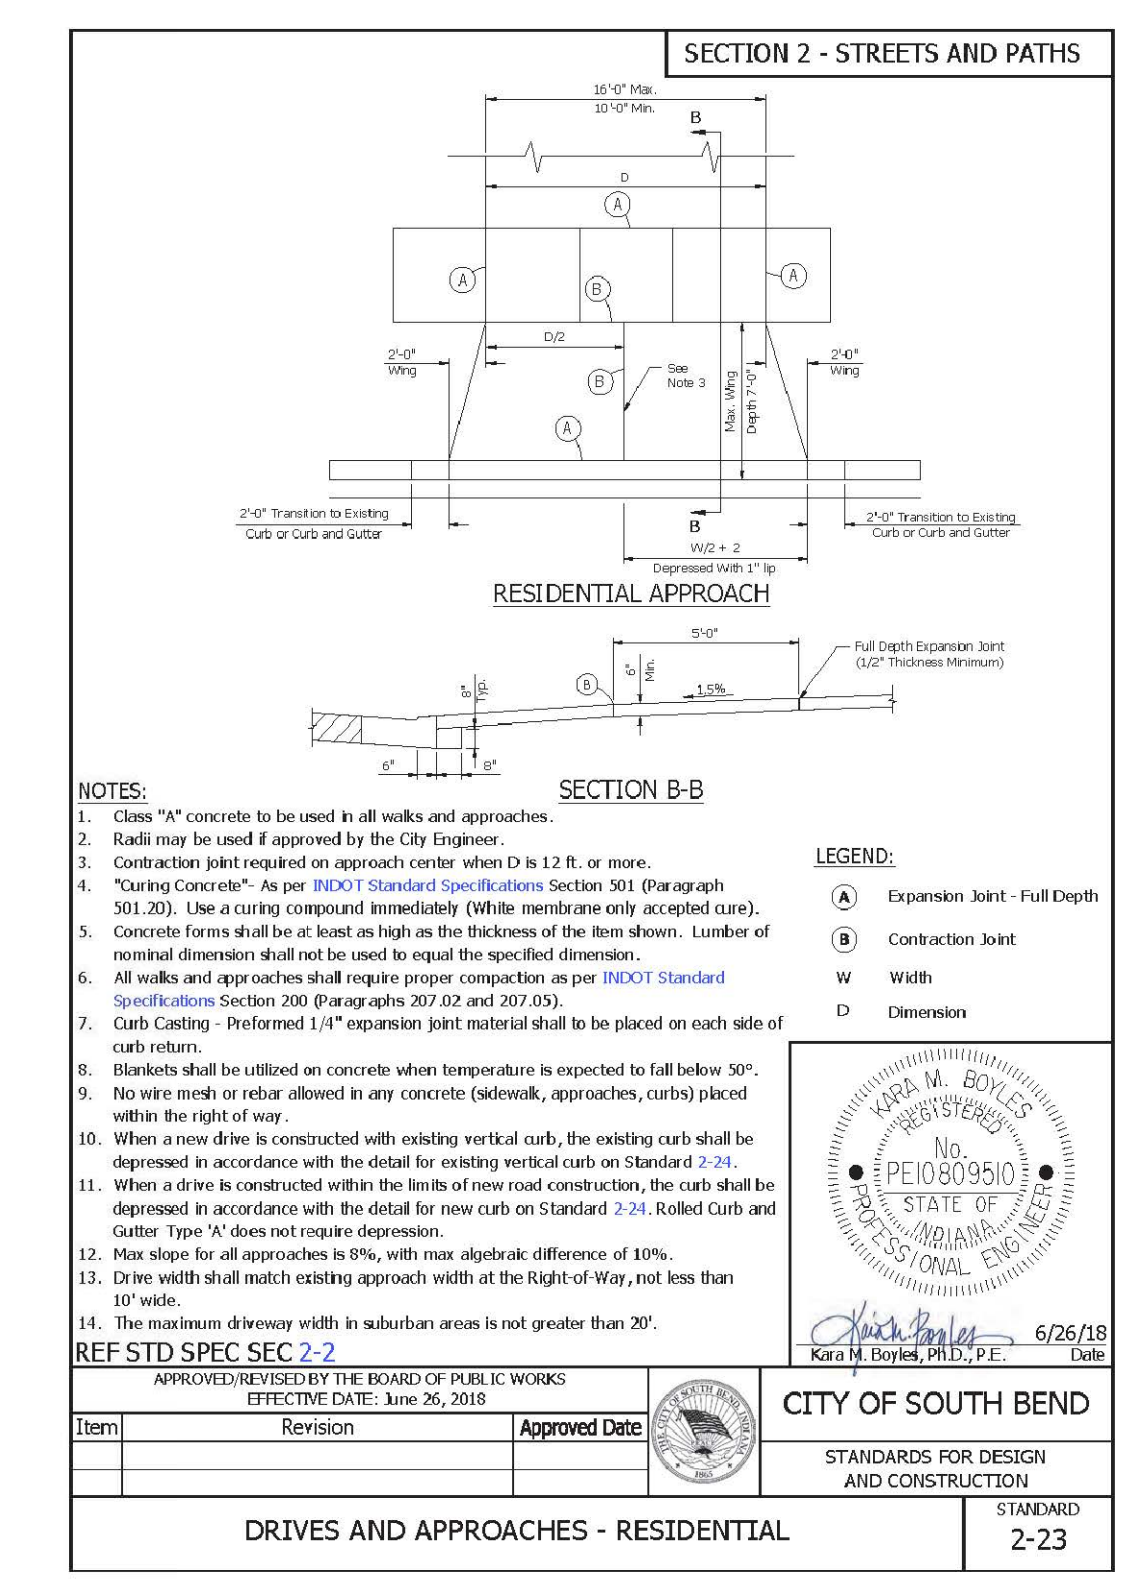 SECTION 2 - STREETS AND PATHS
16'-0" Max.
10'-0" Min.
B
D
A
A
B
A
D/2
2'-0"
Wing
2'-0"
Wing
See
Note 3
B
Max. Wing
Depth 7'-0"
A
2'-0" Transition to Existing
Curb or Curb and Gutter
B
2'-0" Transition to Existing
Curb or Curb and Gutter
W/2 + 2
Depressed With 1" lip
RESIDENTIAL APPROACH
5'-0"
Full Depth Expansion Joint
(1/2" Thickness Minimum)
6"
Min.
8"
Typ.
B
1.5%
6"
8"
SECTION B-B
NOTES:
1. Class "A" concrete to be used in all walks and approaches.
2. Radii may be used if approved by the City Engineer.
3. Contraction joint required on approach center when D is 12 ft. or more.
4. "Curing Concrete"- As per INDOT Standard Specifications Section 501 (Paragraph
501.20). Use a curing compound immediately (White membrane only accepted cure).
5. Concrete forms shall be at least as high as the thickness of the item shown. Lumber of
nominal dimension shall not be used to equal the specified dimension.
6. All walks and approaches shall require proper compaction as per INDOT Standard
Specifications Section 200 (Paragraphs 207.02 and 207.05).
7. Curb Casting - Preformed 1/4" expansion joint material shall to be placed on each side of
curb return.
8. Blankets shall be utilized on concrete when temperature is expected to fall below 50°.
9. No wire mesh or rebar allowed in any concrete (sidewalk, approaches, curbs) placed
within the right of way.
10. When a new drive is constructed with existing vertical curb, the existing curb shall be
depressed in accordance with the detail for existing vertical curb on Standard 2-24.
11. When a drive is constructed within the limits of new road construction, the curb shall be
depressed in accordance with the detail for new curb on Standard 2-24. Rolled Curb and
Gutter Type 'A' does not require depression.
12. Max slope for all approaches is 8%, with max algebraic difference of 10%.
13. Drive width shall match existing approach width at the Right-of-Way, not less than
10' wide.
14. The maximum driveway width in suburban areas is not greater than 20'.
REF STD SPEC SEC 2-2
LEGEND:
A Expansion Joint - Full Depth
B Contraction Joint
W Width
D Dimension
KARA M. BOYLES
REGISTERED
No.
PE10809510
STATE OF
INDIANA
PROFESSIONAL ENGINEER
Kara M. Boyles
6/26/18
Kara M. Boyles, Ph.D., P.E. Date
APPROVED/REVISED BY THE BOARD OF PUBLIC WORKS
EFFECTIVE DATE: June 26, 2018
Item Revision Approved Date
THE CITY OF SOUTH BEND, INDIANA
PEACE
1865
CITY OF SOUTH BEND
STANDARDS FOR DESIGN
AND CONSTRUCTION
DRIVES AND APPROACHES - RESIDENTIAL
STANDARD
2-23